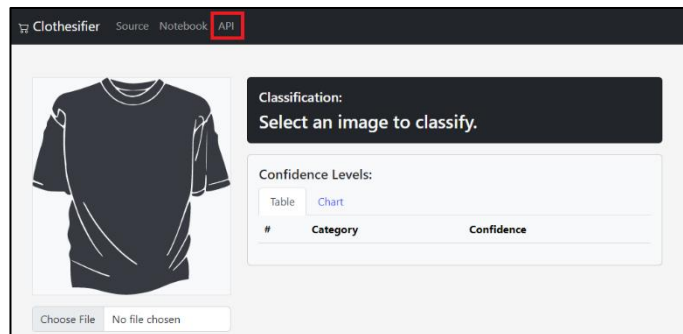 Clothesifier Source Notebook API
Classification:
Select an image to classify.
Confidence Levels:
Table Chart
# Category Confidence
Choose File No file chosen